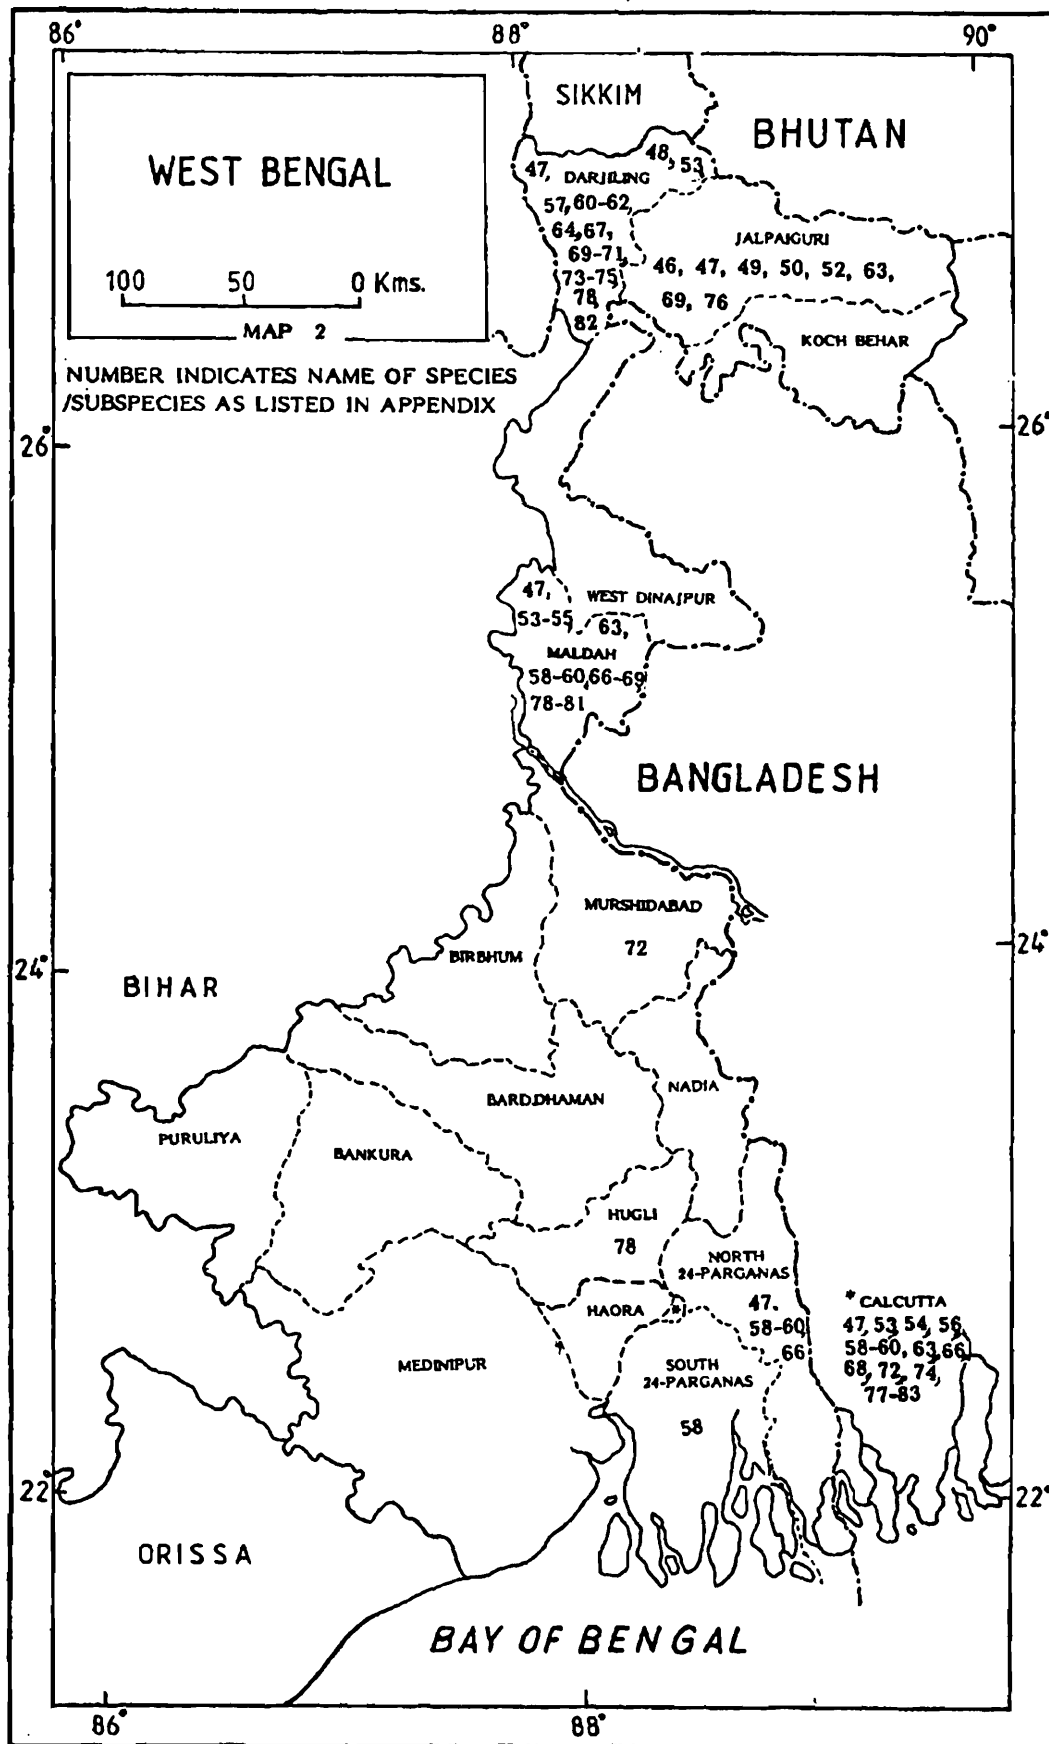 86° 88° 90°
SIKKIM
BHUTAN
WEST BENGAL
100 50 0 Kms.
MAP 2
NUMBER INDICATES NAME OF SPECIES
/SUBSPECIES AS LISTED IN APPENDIX
47, 48, 53
DARJILING
57, 60-62,
64, 67,
69-71,
73-75
78,
82
JALPAIGURI
46, 47, 49, 50, 52, 63,
69, 76
KOCH BEHAR
26° 26°
WEST DINAJPUR
47,
53-55 63,
MALDAH
58-60, 66-69
78-81
BANGLADESH
MURSHIDABAD
72
BIRBHUM
24° 24°
BIHAR
NADIA
BARDDHAMAN
PURULIYA
BANKURA
HUGLI
78
NORTH
24-PARGANAS
47.
58-60,
66
HAORA
*
MEDINIPUR
SOUTH
24-PARGANAS
58
* CALCUTTA
47, 53, 54, 56,
58-60, 63, 66,
68, 72, 74,
77-83
22° 22°
ORISSA
BAY OF BENGAL
86° 88°